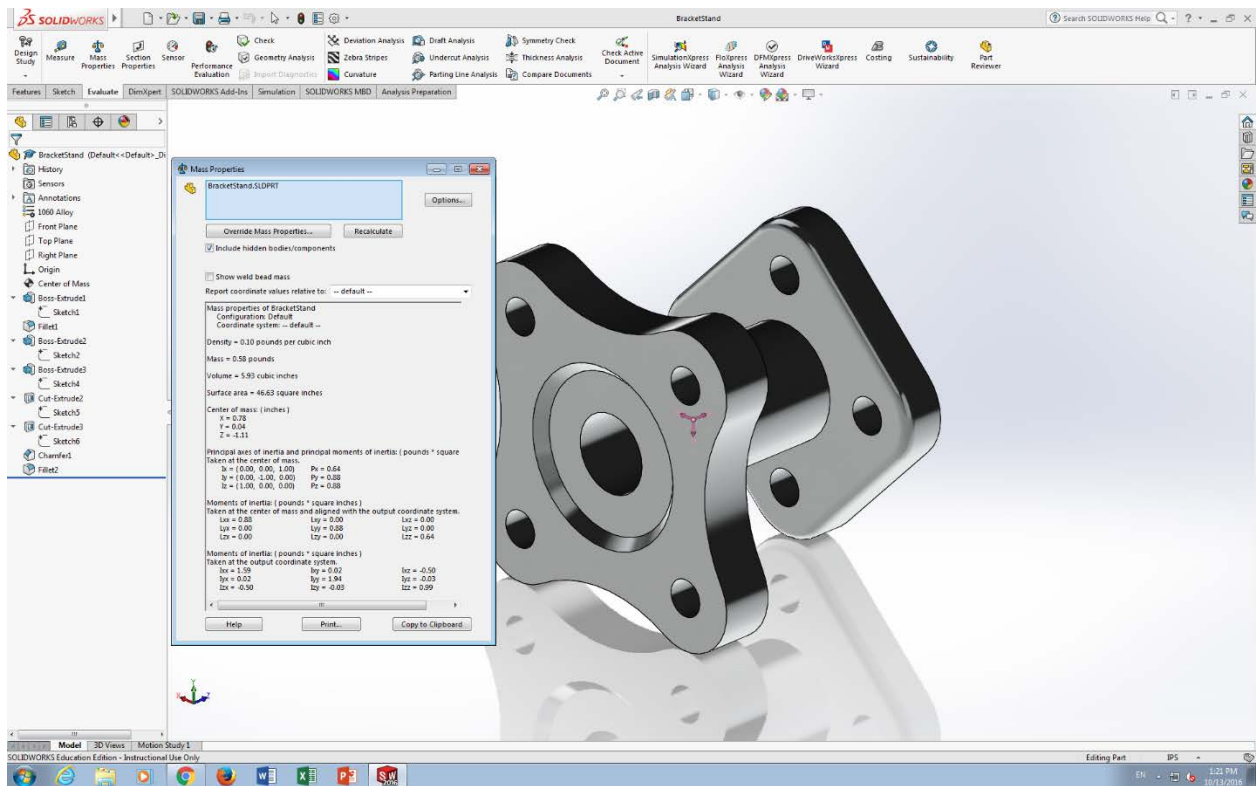 SOLIDWORKS
BracketStand
Search SOLIDWORKS Help
Design Study
Measure
Mass Properties
Section Properties
Sensor
Performance Evaluation
Check
Geometry Analysis
Import Diagnostics
Deviation Analysis
Zebra Stripes
Curvature
Draft Analysis
Undercut Analysis
Parting Line Analysis
Symmetry Check
Thickness Analysis
Compare Documents
Check Active Document
SimulationXpress Analysis Wizard
FloXpress Analysis Wizard
DFMXpress Analysis Wizard
DriveWorksXpress Wizard
Costing
Sustainability
Part Reviewer
Features Sketch Evaluate DimXpert SOLIDWORKS Add-Ins Simulation SOLIDWORKS MBD Analysis Preparation
BracketStand (Default<<Default>_Di
History
Sensors
Annotations
1060 Alloy
Front Plane
Top Plane
Right Plane
Origin
Center of Mass
Boss-Extrude1
Sketch1
Fillet1
Boss-Extrude2
Sketch2
Boss-Extrude3
Sketch4
Cut-Extrude2
Sketch5
Cut-Extrude3
Sketch6
Chamfer1
Fillet2
Mass Properties
BracketStand.SLDPRT
Options...
Override Mass Properties... Recalculate
Include hidden bodies/components
Show weld bead mass
Report coordinate values relative to: -- default --
Mass properties of BracketStand
Configuration: Default
Coordinate system: -- default --
Density = 0.10 pounds per cubic inch
Mass = 0.58 pounds
Volume = 5.93 cubic inches
Surface area = 46.63 square inches
Center of mass: ( inches )
X = 0.78
Y = 0.04
Z = -1.11
Principal axes of inertia and principal moments of inertia: ( pounds * square
Taken at the center of mass.
Ix = ( 0.00, 0.00, 1.00) Px = 0.64
Iy = ( 0.00, -1.00, 0.00) Py = 0.88
Iz = ( 1.00, 0.00, 0.00) Pz = 0.88
Moments of inertia: ( pounds * square inches )
Taken at the center of mass and aligned with the output coordinate system.
Lxx = 0.88 Lxy = 0.00 Lxz = 0.00
Lyx = 0.00 Lyy = 0.88 Lyz = 0.00
Lzx = 0.00 Lzy = 0.00 Lzz = 0.64
Moments of inertia: ( pounds * square inches )
Taken at the output coordinate system.
Ixx = 1.59 Ixy = 0.02 Ixz = -0.50
Iyx = 0.02 Iyy = 1.94 Iyz = -0.03
Izx = -0.50 Izy = -0.03 Izz = 0.99
Help Print... Copy to Clipboard
Model 3D Views Motion Study 1
SOLIDWORKS Education Edition - Instructional Use Only
Editing Part IPS
EN
1:21 PM
10/13/2016